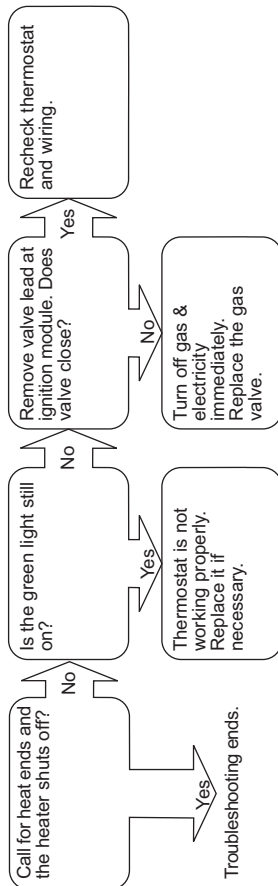 Call for heat ends and
the heater shuts off?
No
Yes
Troubleshooting ends.
Is the green light still
on?
No
Yes
Thermostat is not
working properly.
Replace it if
necessary.
Remove valve lead at
ignition module. Does
valve close?
Yes
No
Turn off gas &
electricity
immediately.
Replace the gas
valve.
Recheck thermostat
and wiring.